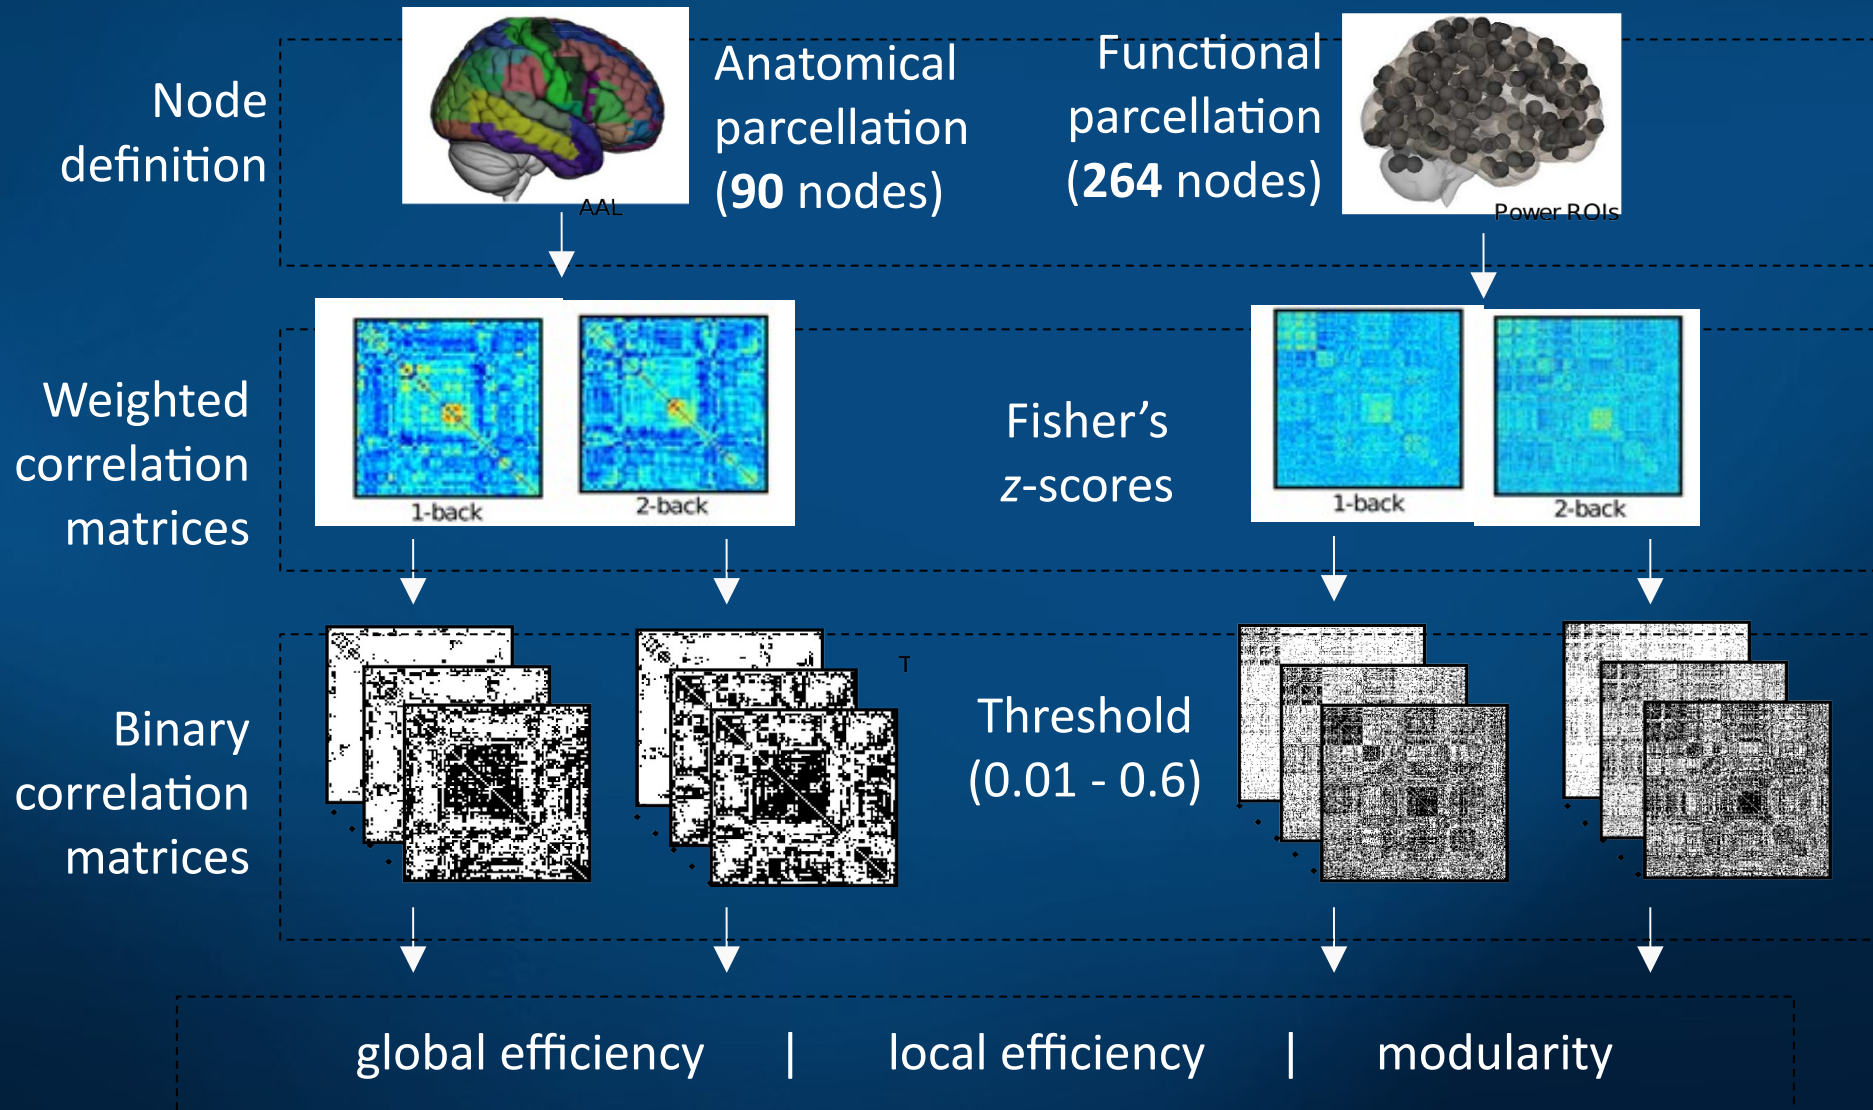 Node
definition
AAL
Anatomical
parcellation
(90 nodes)
Functional
parcellation
(264 nodes)
Power ROIs
Weighted
correlation
matrices
1-back
2-back
Fisher’s
z-scores
1-back
2-back
Binary
correlation
matrices
T
Threshold
(0.01 - 0.6)
global efficiency | local efficiency | modularity